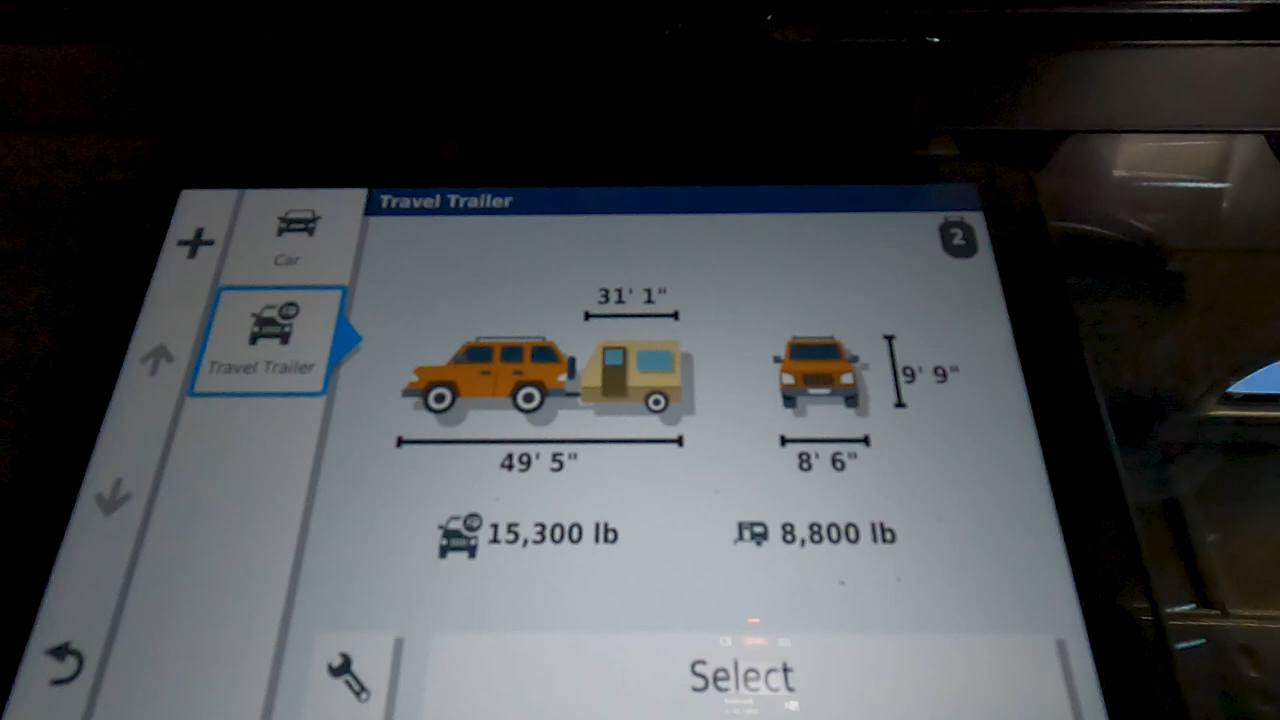 Travel Trailer
2
Car
Travel Trailer
31' 1"
9' 9"
49' 5"
8' 6"
15,300 lb
8,800 lb
Select